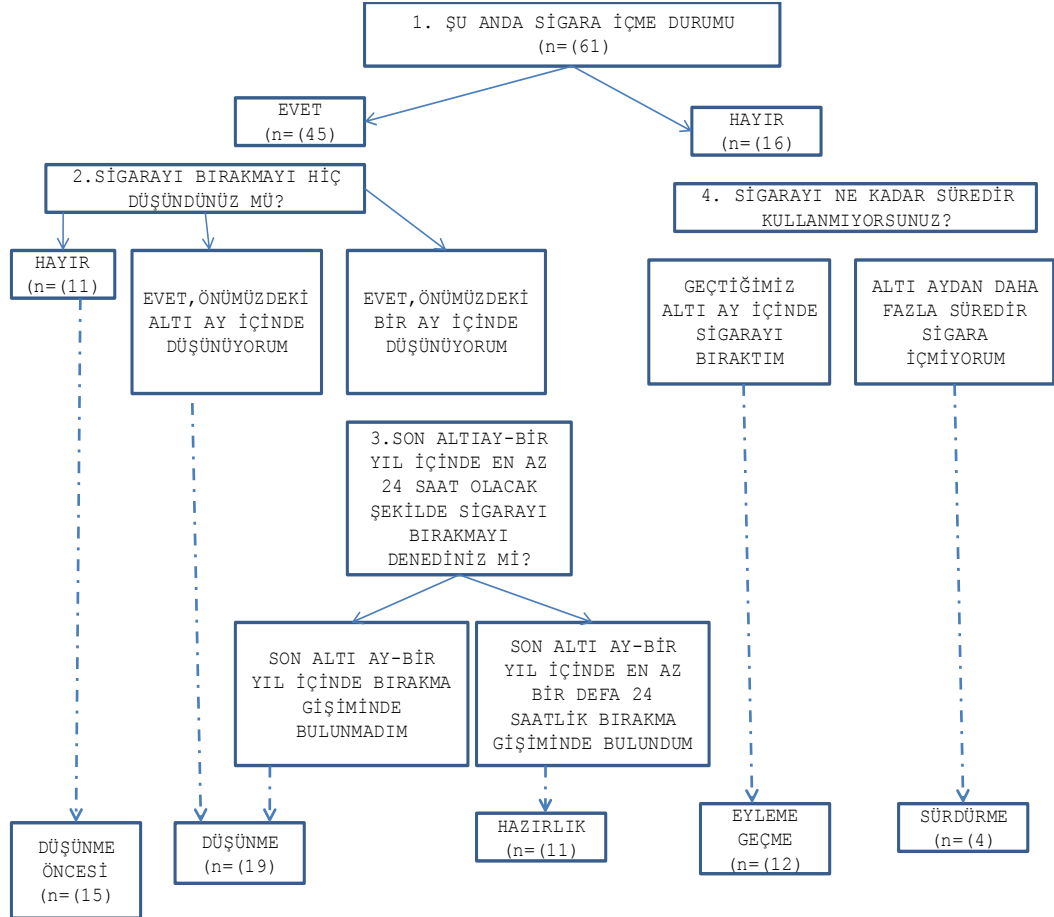 1. ŞU ANDA SİGARA İÇME DURUMU
(n=(61)
EVET
(n=(45)
HAYIR
(n=(16)
2.SİGARAYI BIRAKMAYI HİÇ
DÜŞÜNDÜNÜZ MÜ?
4. SİGARAYI NE KADAR SÜREDİR
KULLANMIYORSUNUZ?
HAYIR
(n=(11)
EVET,ÖNÜMÜZDEKİ
ALTI AY İÇİNDE
DÜŞÜNÜYORUM
EVET,ÖNÜMÜZDEKİ
BİR AY İÇİNDE
DÜŞÜNÜYORUM
GEÇTİĞİMİZ
ALTI AY İÇİNDE
SİGARAYI
BIRAKTIM
ALTI AYDAN DAHA
FAZLA SÜREDİR
SİGARA
İÇMİYORUM
3.SON ALTIAY-BİR
YIL İÇİNDE EN AZ
24 SAAT OLACAK
ŞEKİLDE SİGARAYI
BIRAKMAYI
DENEDİNİZ Mİ?
SON ALTI AY-BİR
YIL İÇİNDE BIRAKMA
GİŞİMİNDE
BULUNMADIM
SON ALTI AY-BİR
YIL İÇİNDE EN AZ
BİR DEFA 24
SAATLİK BIRAKMA
GİŞİMİNDE BULUNDUM
DÜŞÜNME
ÖNCESİ
(n=(15)
DÜŞÜNME
(n=(19)
HAZIRLIK
(n=(11)
EYLEME
GEÇME
(n=(12)
SÜRDÜRME
(n=(4)